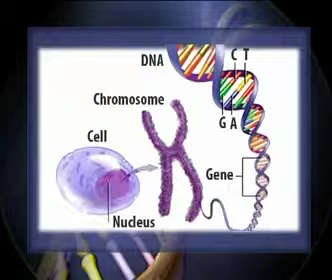 DNA
C T
G A
Chromosome
Cell
Gene
Nucleus